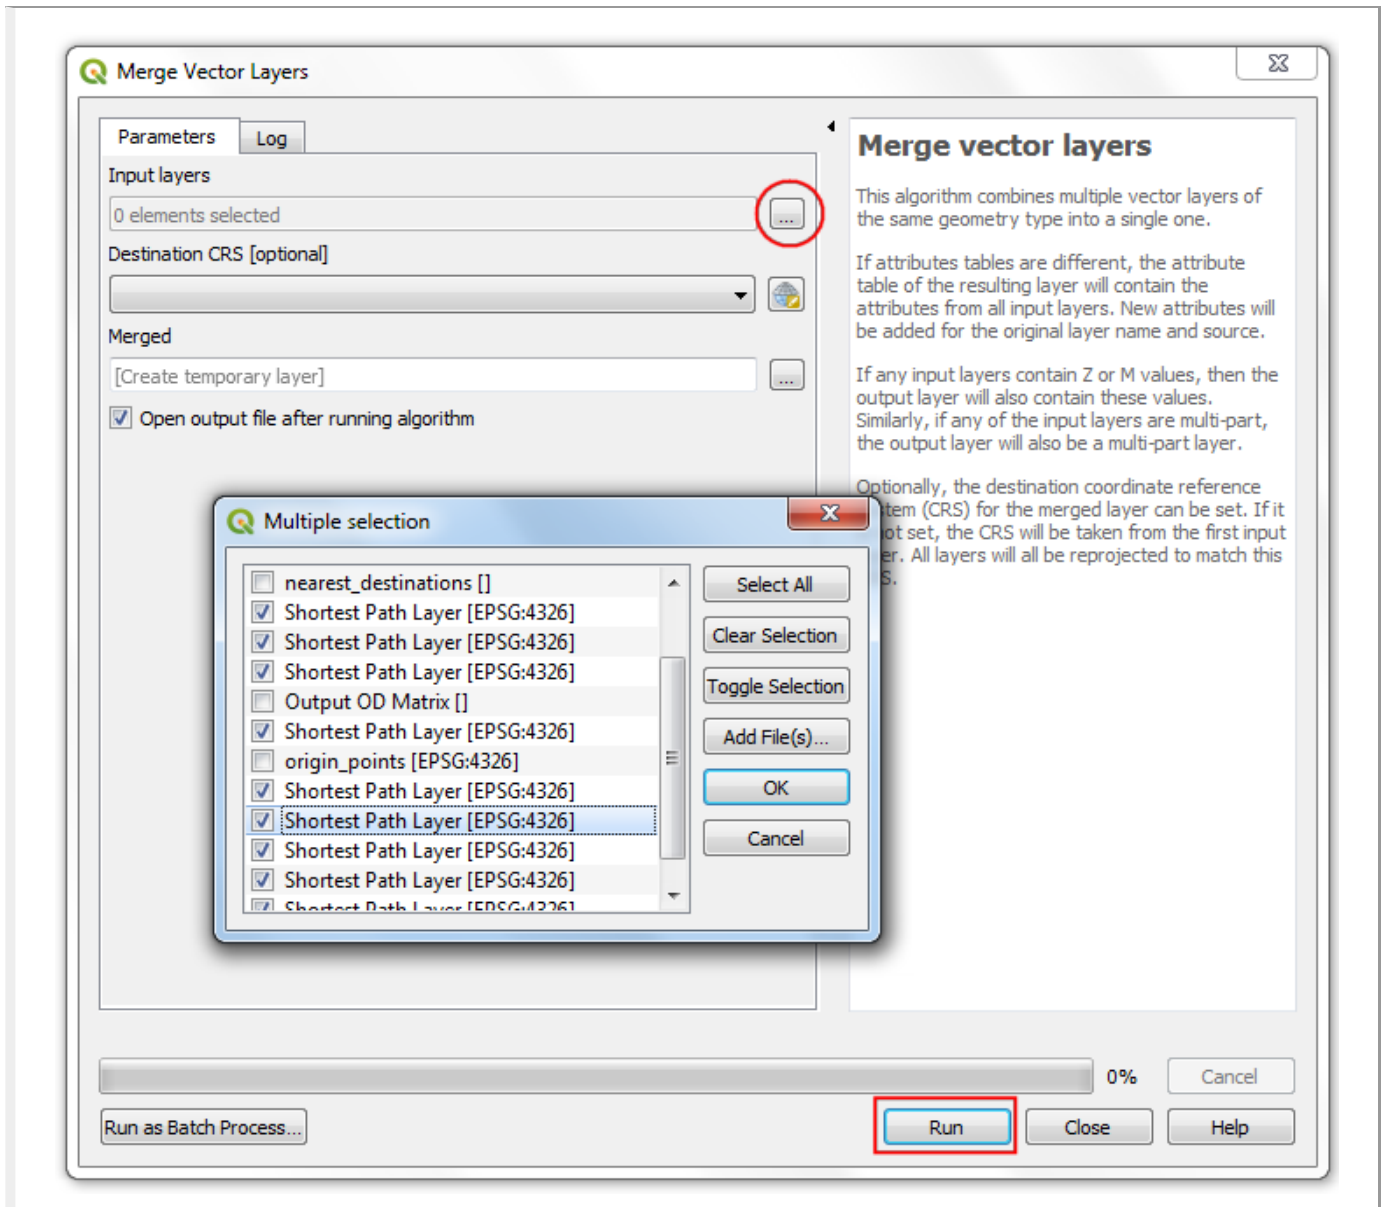 Merge Vector Layers
Parameters
Log
Input layers
0 elements selected
...
Destination CRS [optional]
Merged
[Create temporary layer]
...
Open output file after running algorithm
Merge vector layers
This algorithm combines multiple vector layers of
the same geometry type into a single one.
If attributes tables are different, the attribute
table of the resulting layer will contain the
attributes from all input layers. New attributes will
be added for the original layer name and source.
If any input layers contain Z or M values, then the
output layer will also contain these values.
Similarly, if any of the input layers are multi-part,
the output layer will also be a multi-part layer.
Optionally, the destination coordinate reference
(CRS) for the merged layer can be set. If it
set, the CRS will be taken from the first input
All layers will all be reprojected to match this
Multiple selection
nearest_destinations []
Shortest Path Layer [EPSG:4326]
Shortest Path Layer [EPSG:4326]
Shortest Path Layer [EPSG:4326]
Output OD Matrix []
Shortest Path Layer [EPSG:4326]
origin_points [EPSG:4326]
Shortest Path Layer [EPSG:4326]
Shortest Path Layer [EPSG:4326]
Shortest Path Layer [EPSG:4326]
Shortest Path Layer [EPSG:4326]
Shortest Path Layer [EPSG:4326]
Select All
Clear Selection
Toggle Selection
Add File(s)...
OK
Cancel
0%
Cancel
Run as Batch Process...
Run
Close
Help